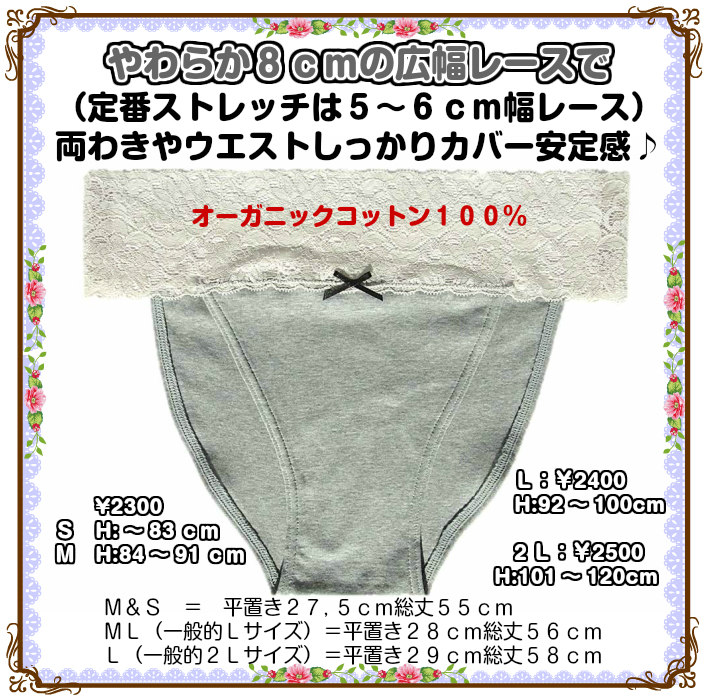 やわらか８ｃｍの広幅レースで
（定番ストレッチは５～６ｃｍ幅レース）
両わきやウエストしっかりカバー安定感♪
オーガニックコットン１００％
¥2300
S H:～83ｃｍ
M H:84～91ｃｍ
L：¥2400
H:92～100cm
2L：¥2500
H:101～120cm
Ｍ＆Ｓ ＝ 平置き２７,５ｃｍ総丈５５ｃｍ
ＭＬ（一般的Ｌサイズ）＝平置き２８ｃｍ総丈５６ｃｍ
Ｌ（一般的２Ｌサイズ）＝平置き２９ｃｍ総丈５８ｃｍ